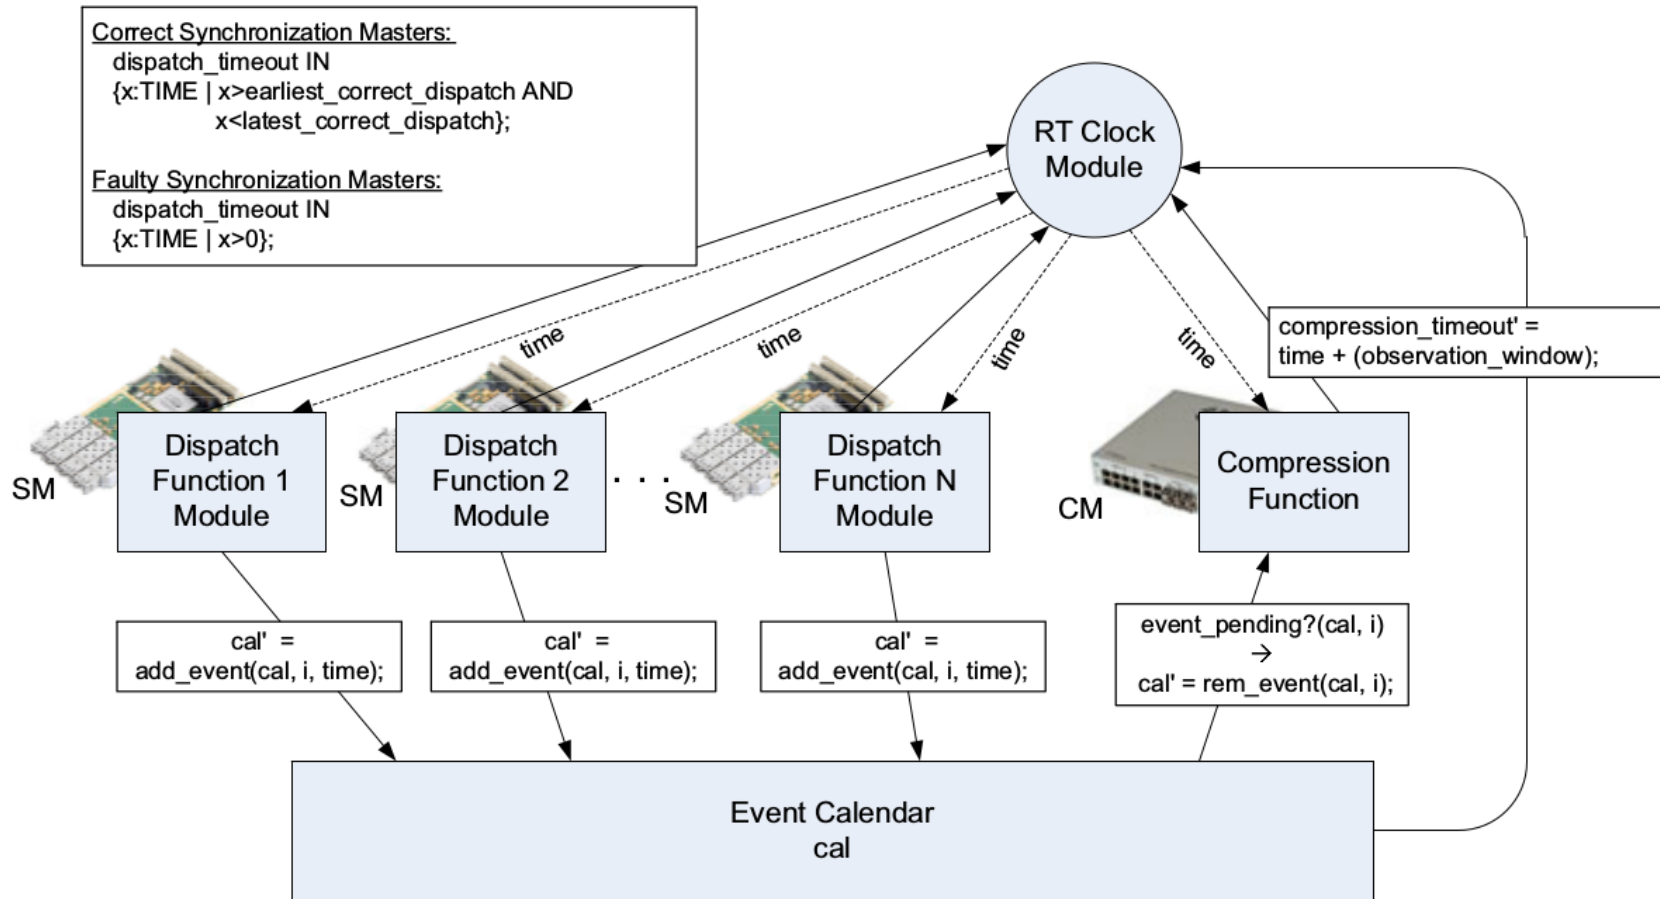 Correct Synchronization Masters:
dispatch_timeout IN
{x:TIME | x>earliest_correct_dispatch AND
x<latest_correct_dispatch};
Faulty Synchronization Masters:
dispatch_timeout IN
{x:TIME | x>0};
RT Clock
Module
compression_timeout' =
time + (observation_window);
time
time
time
time
SM
Dispatch
Function 1
Module
SM
Dispatch
Function 2
Module
. . .
SM
Dispatch
Function N
Module
CM
Compression
Function
cal' =
add_event(cal, i, time);
cal' =
add_event(cal, i, time);
cal' =
add_event(cal, i, time);
event_pending?(cal, i)
→
cal' = rem_event(cal, i);
Event Calendar
cal